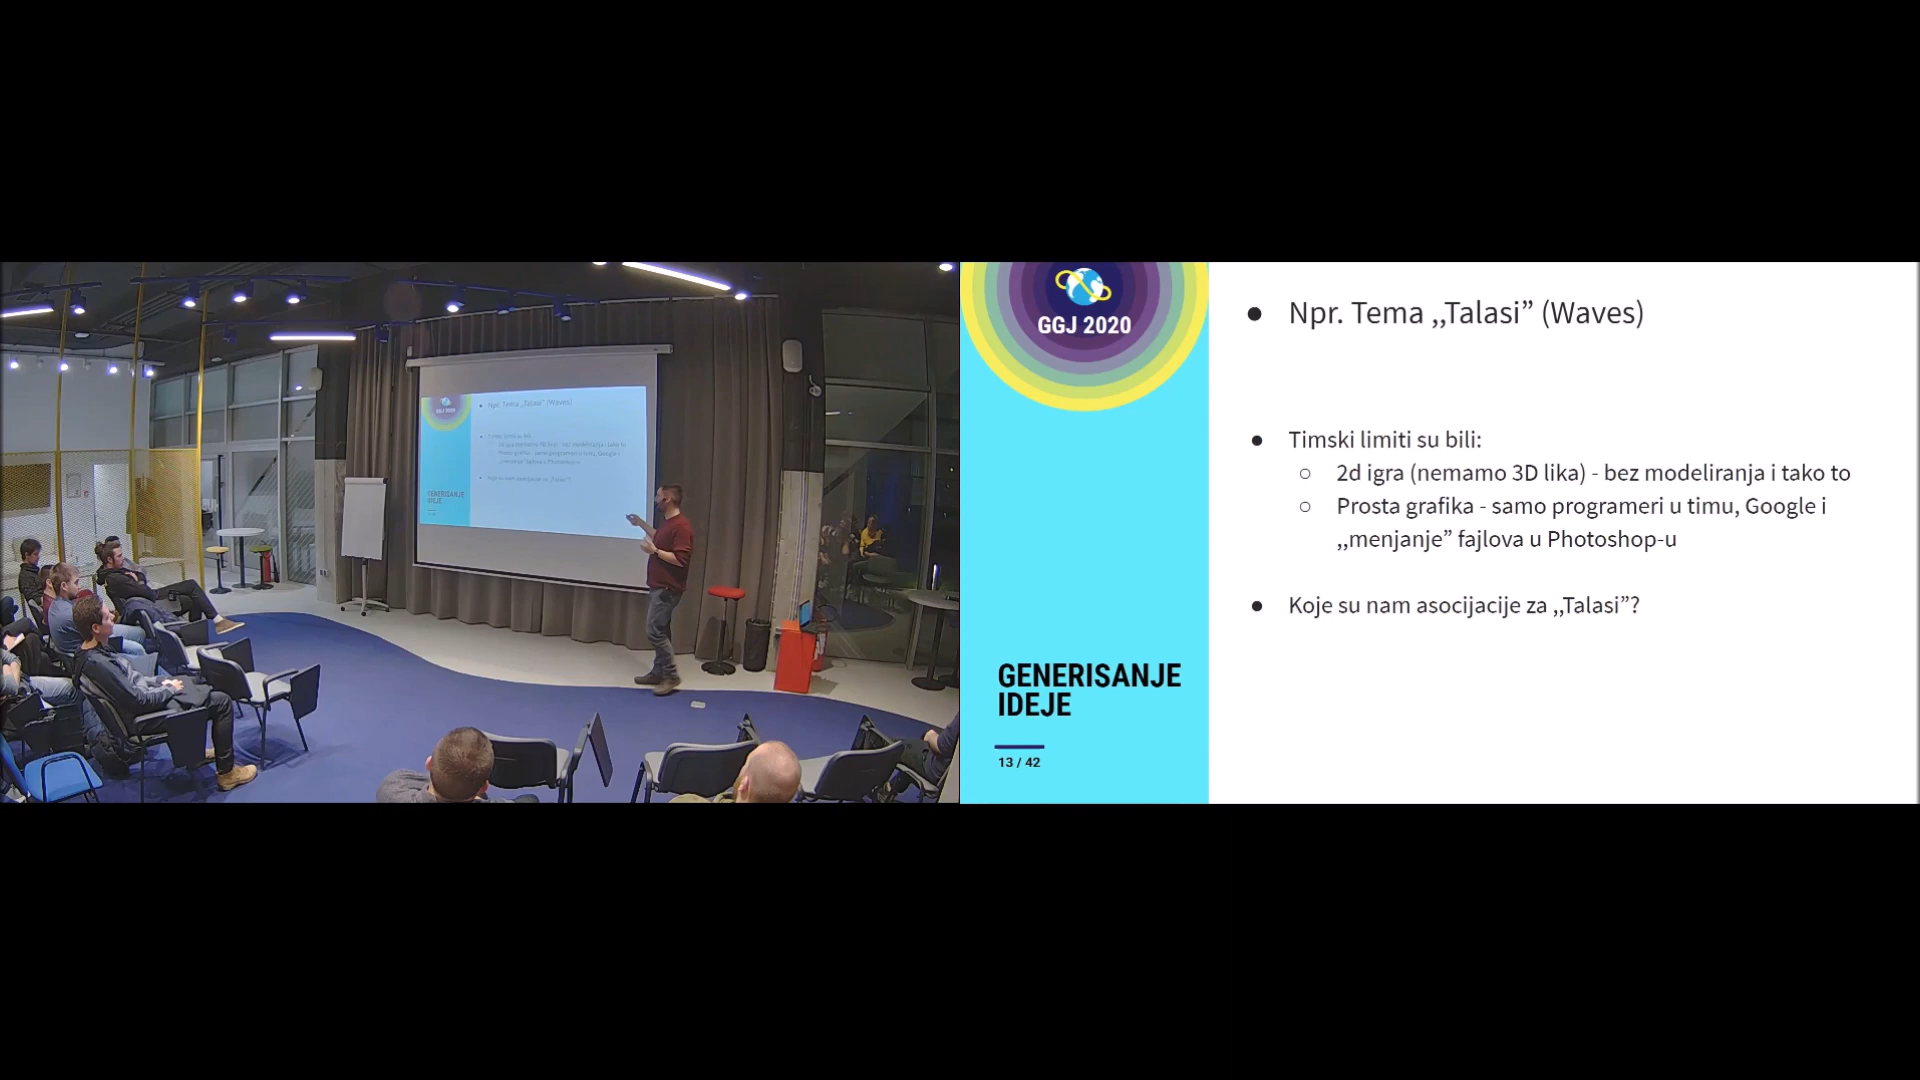 GGJ 2020
● Npr. Tema ,,Talasi” (Waves)
● Timski limiti su bili:
○ 2d igra (nemamo 3D lika) - bez modeliranja i tako to
○ Prosta grafika - samo programeri u timu, Google i
,,menjanje” fajlova u Photoshop-u
● Koje su nam asocijacije za ,,Talasi”?
GENERISANJE
IDEJE
13 / 42